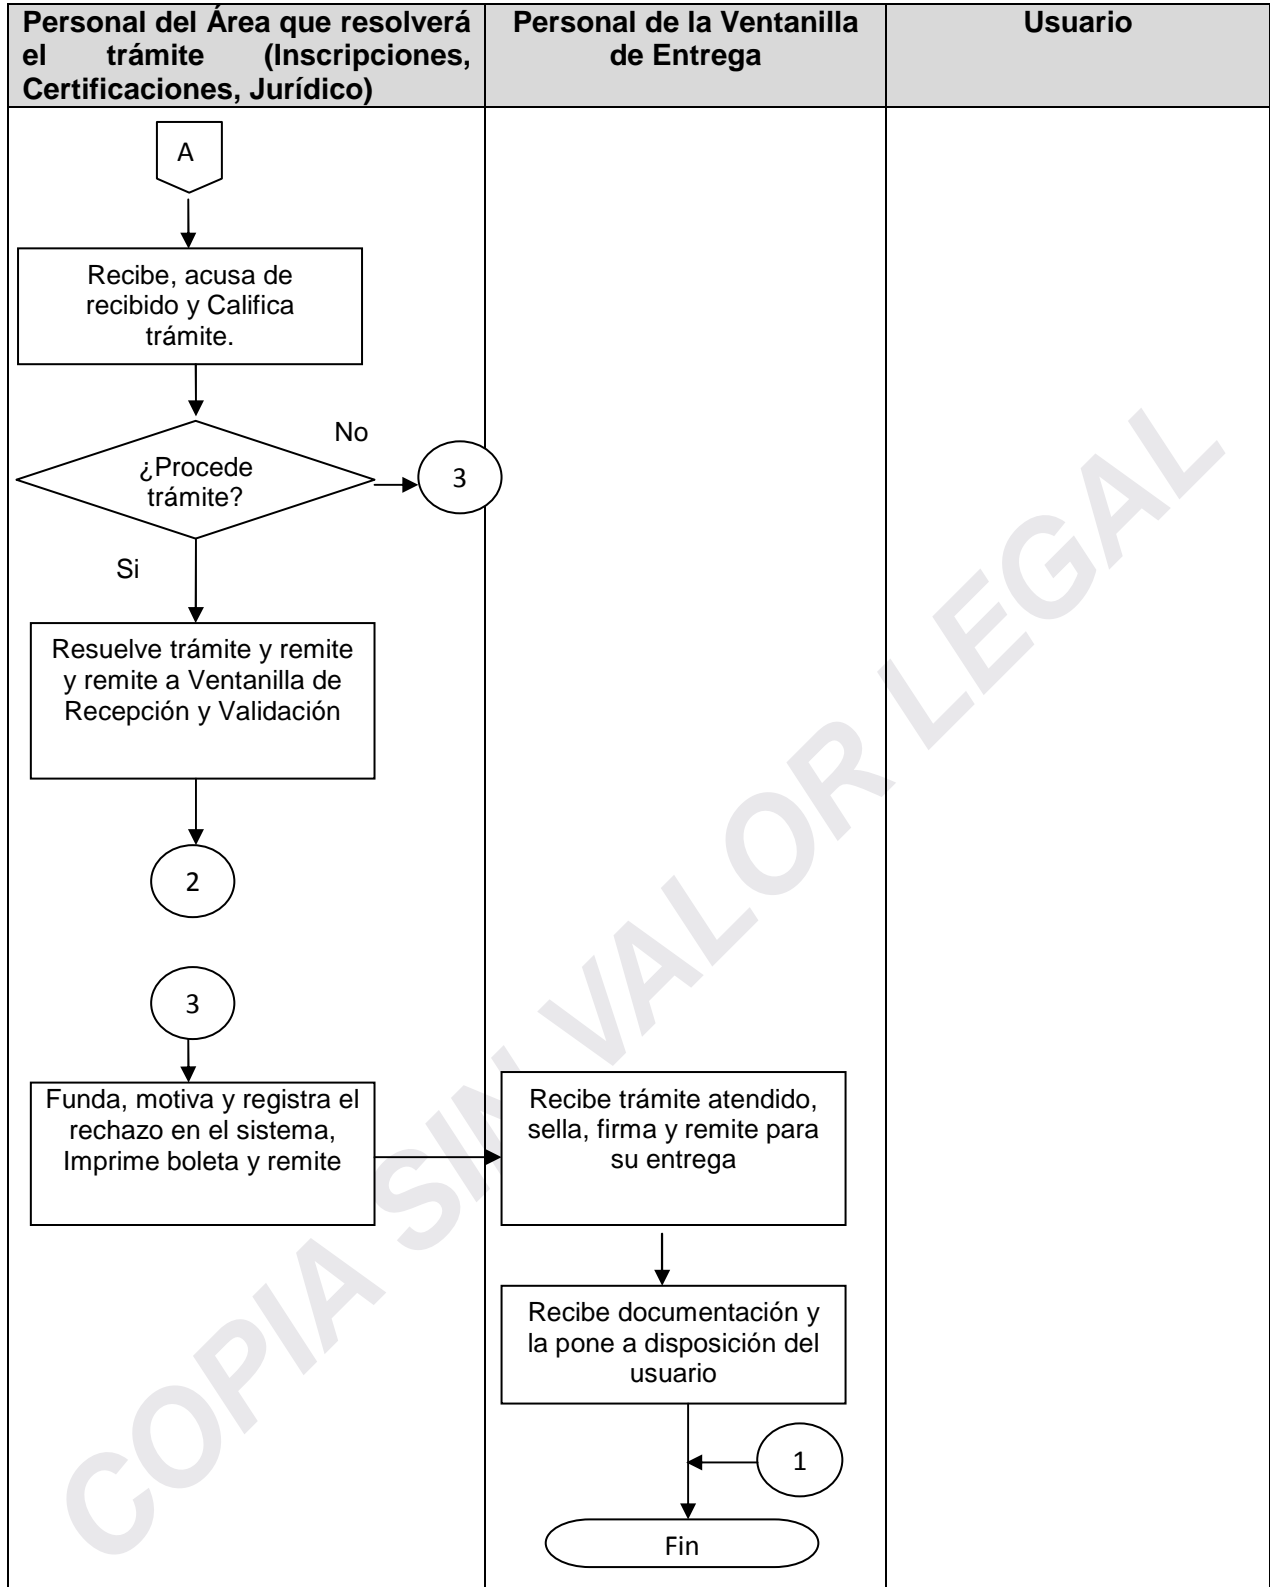 Personal del Área que resolverá
el trámite (Inscripciones,
Certificaciones, Jurídico)
Personal de la Ventanilla
de Entrega
Usuario
A
Recibe, acusa de
recibido y Califica
trámite.
¿Procede
trámite?
No
3
Si
Resuelve trámite y remite
y remite a Ventanilla de
Recepción y Validación
2
3
Funda, motiva y registra el
rechazo en el sistema,
Imprime boleta y remite
Recibe trámite atendido,
sella, firma y remite para
su entrega
Recibe documentación y
la pone a disposición del
usuario
1
Fin
COPIA SIN VALOR LEGAL